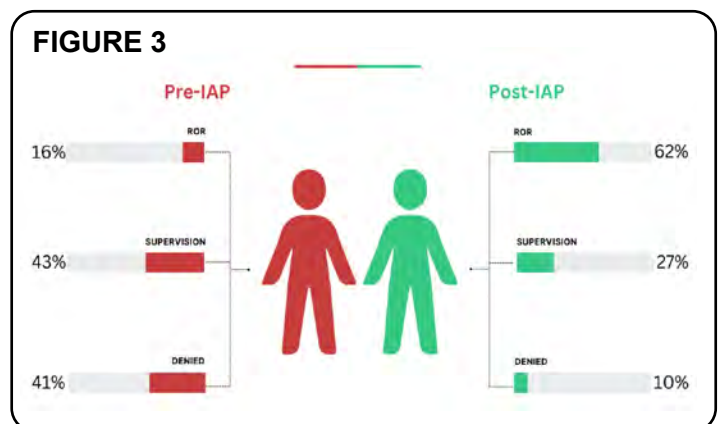 FIGURE 3
Pre-IAP
Post-IAP
ROR
16%
SUPERVISION
43%
DENIED
41%
ROR
62%
SUPERVISION
27%
DENIED
10%